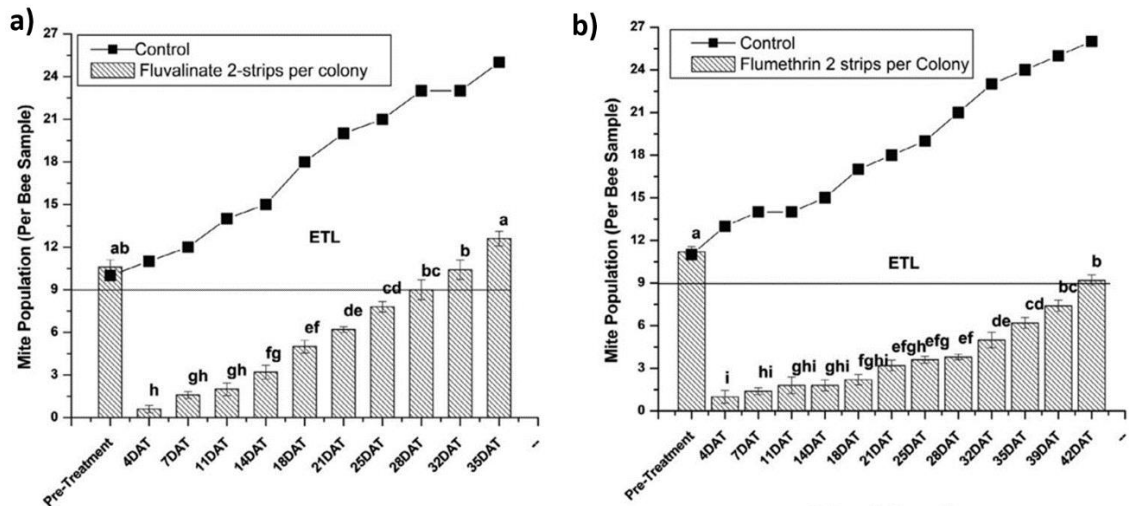 a)
Control
Fluvalinate 2-strips per colony
Mite Population (Per Bee Sample)
27
24
21
18
15
12
9
6
3
0
ETL
ab
h
gh
gh
fg
ef
de
cd
bc
b
a
Pre-Treatment
4DAT
7DAT
11DAT
14DAT
18DAT
21DAT
25DAT
28DAT
32DAT
35DAT
--
b)
Control
Flumethrin 2 strips per Colony
Mite Population (Per Bee Sample)
27
24
21
18
15
12
9
6
3
0
ETL
a
i
hi
ghi
ghi
fghi
efgh
efg
ef
de
cd
bc
b
Pre-Treatment
4DAT
7DAT
11DAT
14DAT
18DAT
21DAT
25DAT
28DAT
32DAT
35DAT
39DAT
42DAT
--